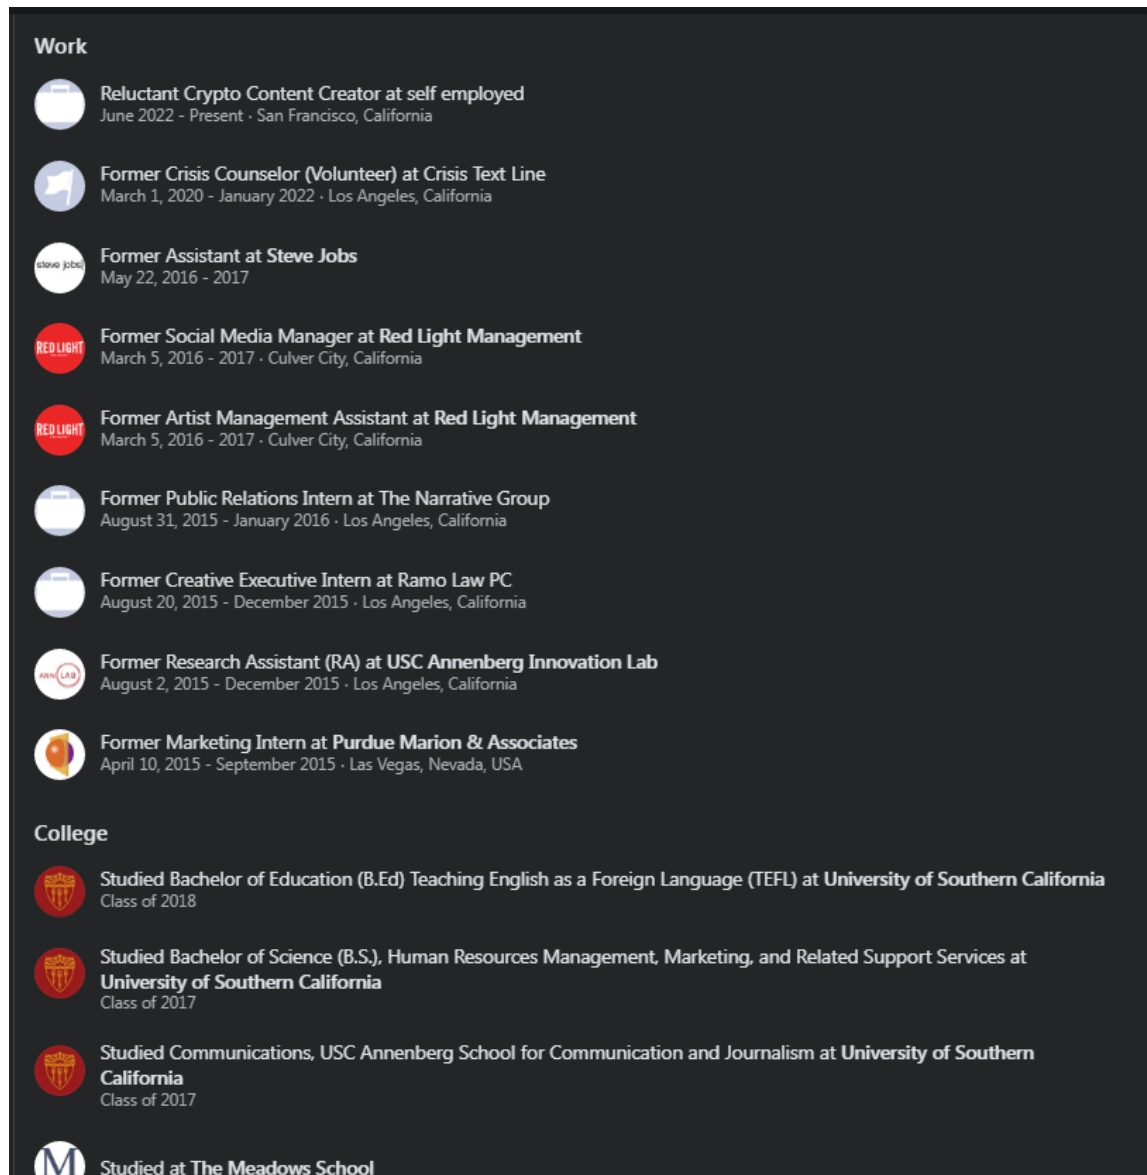 Work
Reluctant Crypto Content Creator at self employed
June 2022 - Present · San Francisco, California
Former Crisis Counselor (Volunteer) at Crisis Text Line
March 1, 2020 - January 2022 · Los Angeles, California
steve jobs
Former Assistant at Steve Jobs
May 22, 2016 - 2017
RED LIGHT
Former Social Media Manager at Red Light Management
March 5, 2016 - 2017 · Culver City, California
RED LIGHT
Former Artist Management Assistant at Red Light Management
March 5, 2016 - 2017 · Culver City, California
Former Public Relations Intern at The Narrative Group
August 31, 2015 - January 2016 · Los Angeles, California
Former Creative Executive Intern at Ramo Law PC
August 20, 2015 - December 2015 · Los Angeles, California
ANN LAB
Former Research Assistant (RA) at USC Annenberg Innovation Lab
August 2, 2015 - December 2015 · Los Angeles, California
Former Marketing Intern at Purdue Marion & Associates
April 10, 2015 - September 2015 · Las Vegas, Nevada, USA
College
Studied Bachelor of Education (B.Ed) Teaching English as a Foreign Language (TEFL) at University of Southern California
Class of 2018
Studied Bachelor of Science (B.S.), Human Resources Management, Marketing, and Related Support Services at
University of Southern California
Class of 2017
Studied Communications, USC Annenberg School for Communication and Journalism at University of Southern
California
Class of 2017
M
Studied at The Meadows School